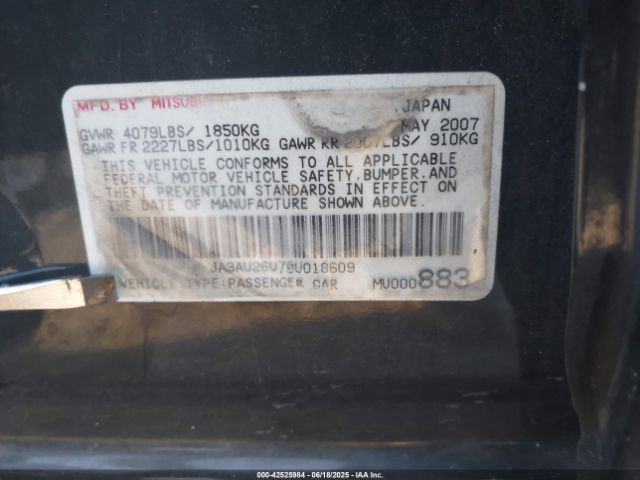 MFD. BY MITSUBI JAPAN
GVWR 4079LBS/ 1850KG MAY 2007
GAWR FR 2227LBS/1010KG GAWR RR LBS/ 910KG
THIS VEHICLE CONFORMS TO ALL APPLICABLE
FEDERAL MOTOR VEHICLE SAFETY, BUMPER, AND
THEFT PREVENTION STANDARDS IN EFFECT ON
THE DATE OF MANUFACTURE SHOWN ABOVE.
VEHICLE TYPE:PASSENGER CAR MU000883
000-42525984 | 06/18/2025 | IAA Inc.